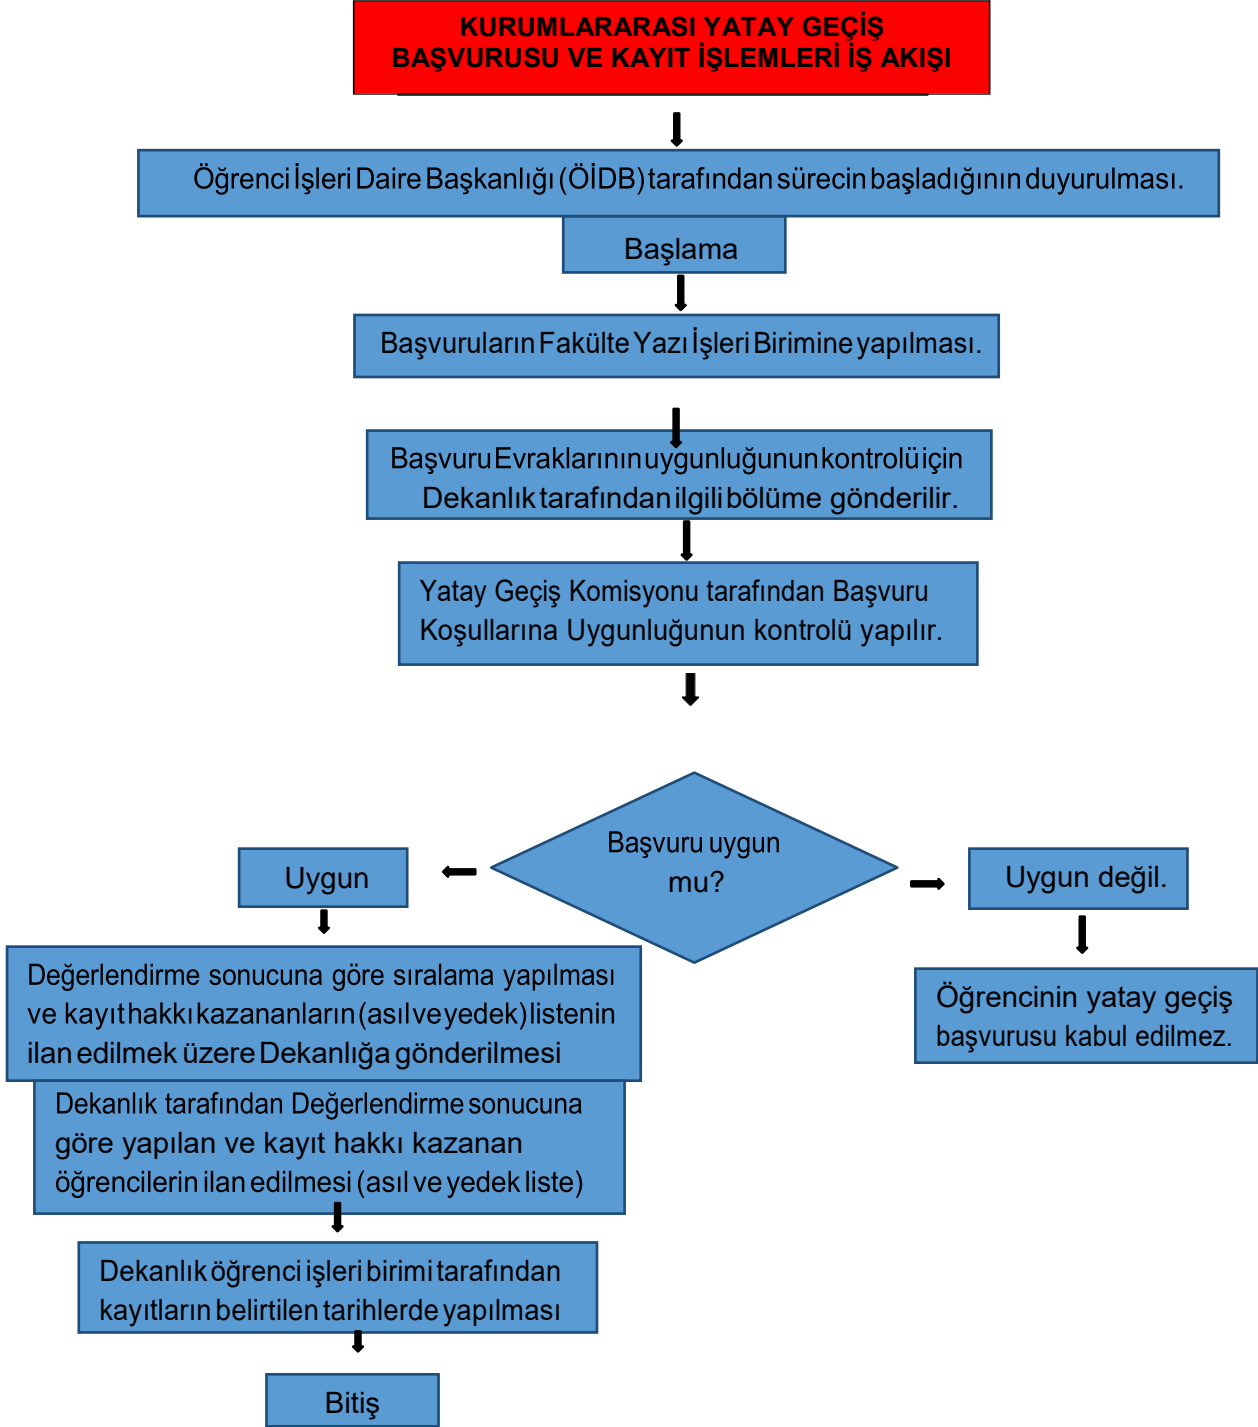 KURUMLARARASI YATAY GEÇİŞ
BAŞVURUSU VE KAYIT İŞLEMLERİ İŞ AKIŞI
Öğrenci İşleri Daire Başkanlığı (ÖİDB) tarafından sürecin başladığının duyurulması.
Başlama
Başvuruların Fakülte Yazı İşleri Birimine yapılması.
Başvuru Evraklarının uygunluğunun kontrolü için
Dekanlık tarafından ilgili bölüme gönderilir.
Yatay Geçiş Komisyonu tarafından Başvuru
Koşullarına Uygunluğunun kontrolü yapılır.
Başvuru uygun
mu?
Uygun
Uygun değil.
Değerlendirme sonucuna göre sıralama yapılması
ve kayıt hakkı kazananların (asıl ve yedek) listenin
ilan edilmek üzere Dekanlığa gönderilmesi
Öğrencinin yatay geçiş
başvurusu kabul edilmez.
Dekanlık tarafından Değerlendirme sonucuna
göre yapılan ve kayıt hakkı kazanan
öğrencilerin ilan edilmesi (asıl ve yedek liste)
Dekanlık öğrenci işleri birimi tarafından
kayıtların belirtilen tarihlerde yapılması
Bitiş